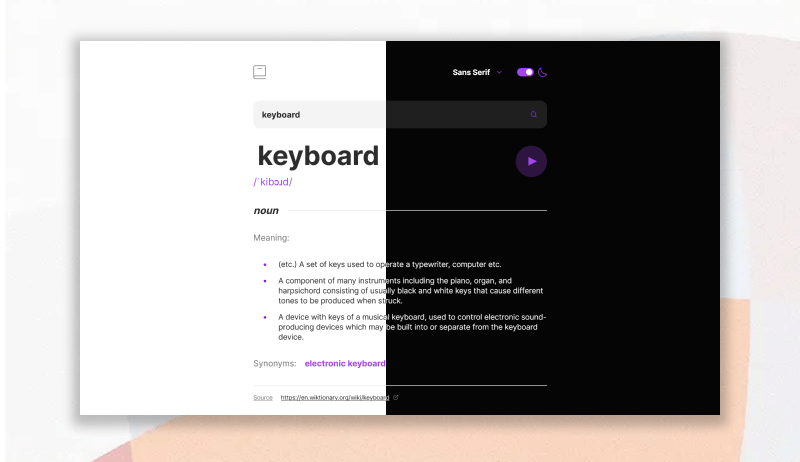 Sans Serif
keyboard
keyboard
/ˈkibɔɹd/
noun
Meaning:
(etc.) A set of keys used to operate a typewriter, computer etc.
A component of many instruments including the piano, organ, and
harpsichord consisting of usually black and white keys that cause different
tones to be produced when struck.
A device with keys of a musical keyboard, used to control electronic sound-
producing devices which may be built into or separate from the keyboard
device.
Synonyms: electronic keyboard
Source https://en.wiktionary.org/wiki/keyboard